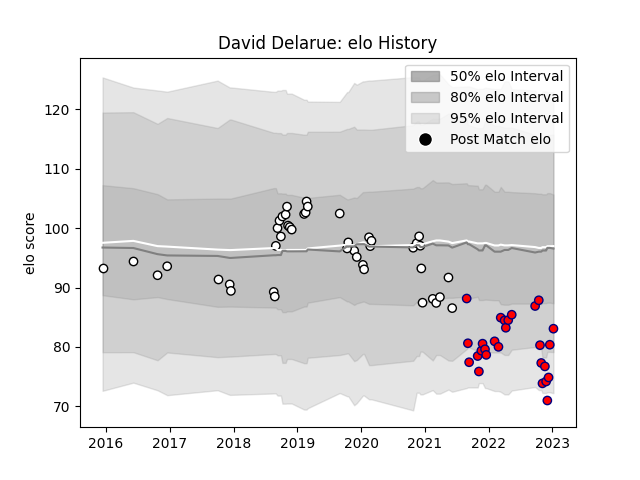 David Delarue: elo History
50% elo Interval
80% elo Interval
95% elo Interval
Post Match elo
elo score
120
110
100
90
80
70
2016 2017 2018 2019 2020 2021 2022 2023